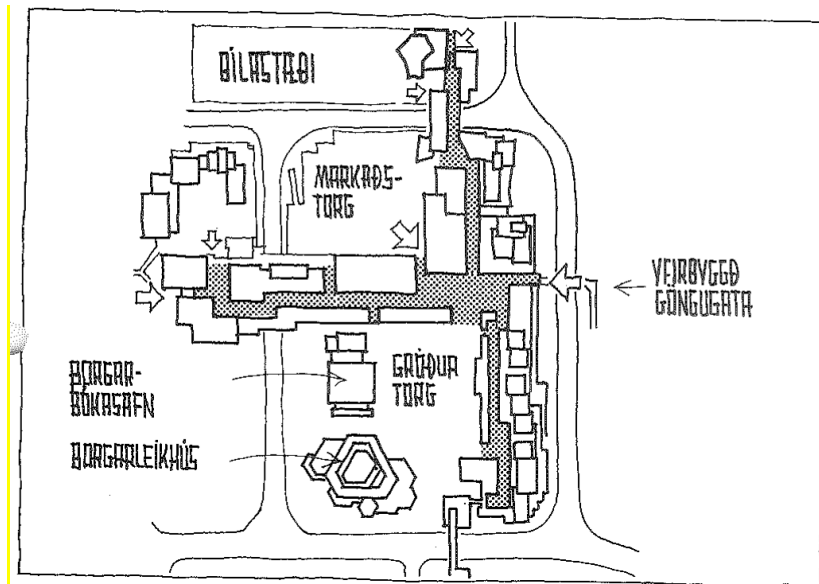 BÍLASTÆÐI
MARKAÐS-
TORG
YFIRBYGGÐ
GÖNGUGATA
BORGAR-
BÓKASAFN
GRÓÐUR
TORG
BORGARLEIKHÚS